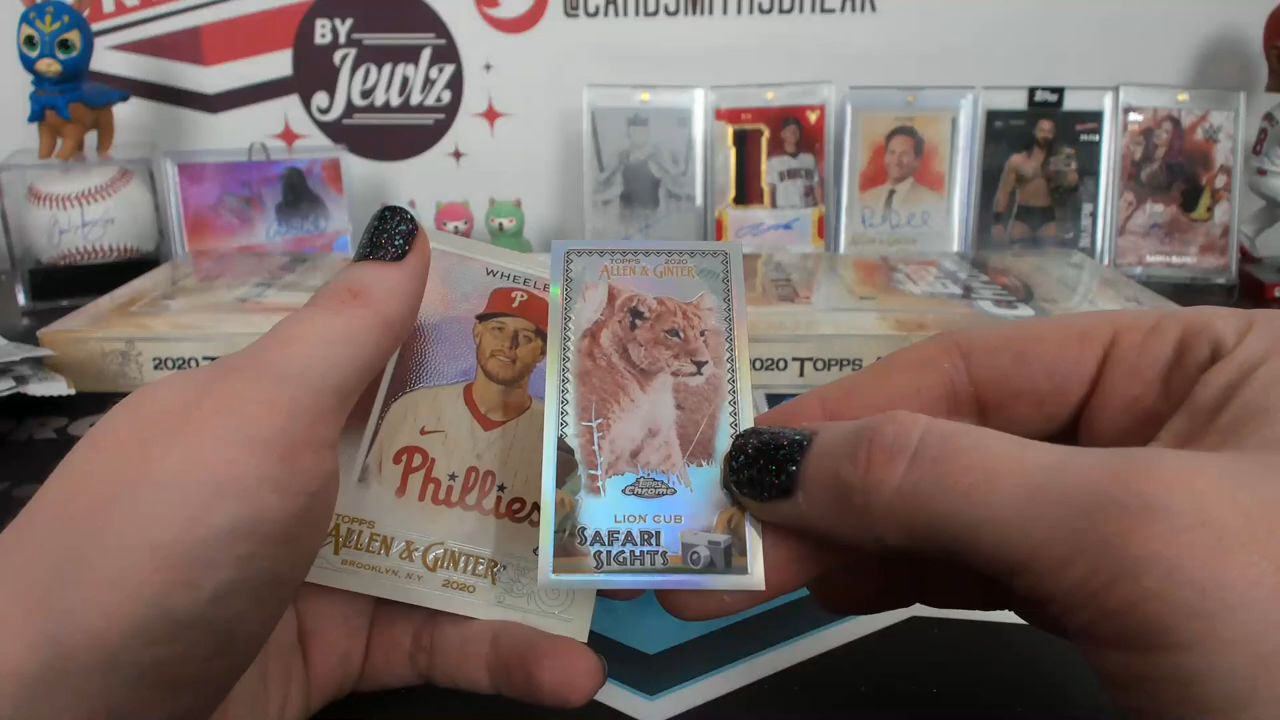 @CARDSMITHSBREAK
BY
Jewlz
Topps
WHEELE
P
Phillies
TOPPS
ALLEN & GINTER
BROOKLYN, N.Y
2020
TOPPS 2020
ALLEN & GINTER
Topps
Chrome
LION CUB
SAFARI
SIGHTS
2020 T
2020 TOPPS